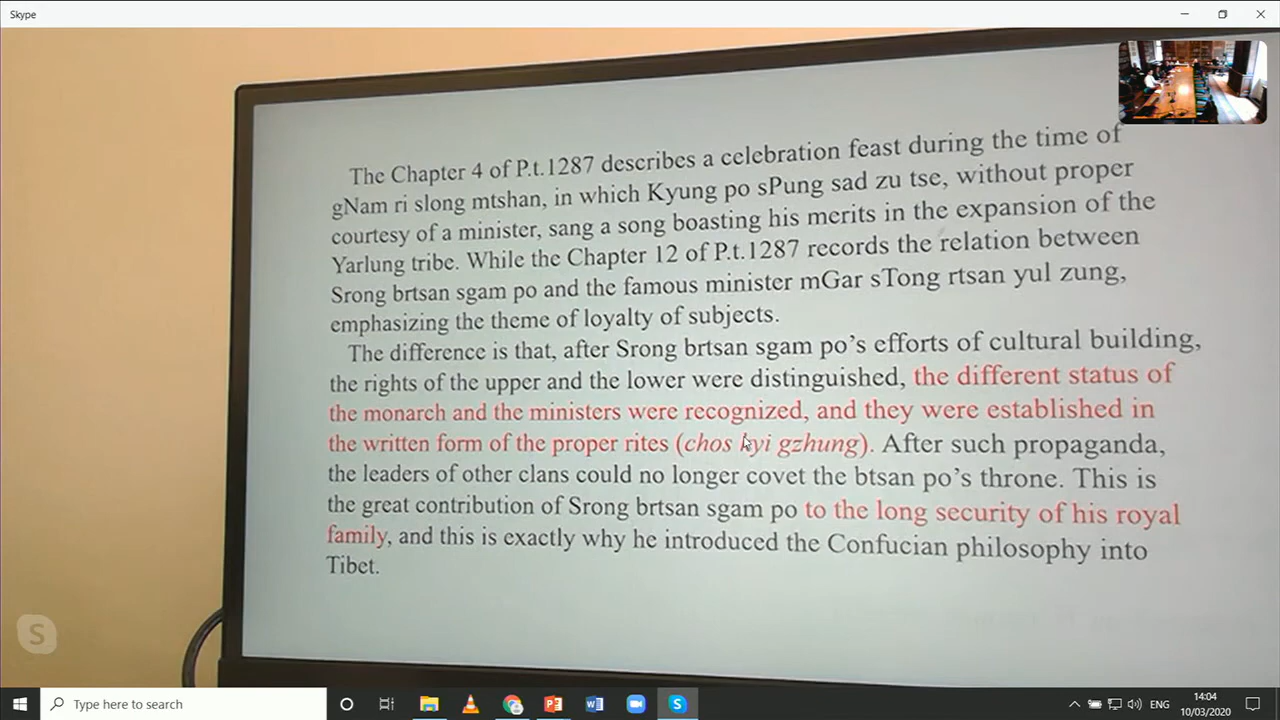 Skype
The Chapter 4 of P.t.1287 describes a celebration feast during the time of
gNam ri slong mtshan, in which Kyung po sPung sad zu tse, without proper
courtesy of a minister, sang a song boasting his merits in the expansion of the
Yarlung tribe. While the Chapter 12 of P.t.1287 records the relation between
Srong brtsan sgam po and the famous minister mGar sTong rtsan yul zung,
emphasizing the theme of loyalty of subjects.
The difference is that, after Srong brtsan sgam po’s efforts of cultural building,
the rights of the upper and the lower were distinguished, the different status of
the monarch and the ministers were recognized, and they were established in
the written form of the proper rites (chos kyi gzhung). After such propaganda,
the leaders of other clans could no longer covet the btsan po’s throne. This is
the great contribution of Srong brtsan sgam po to the long security of his royal
family, and this is exactly why he introduced the Confucian philosophy into
Tibet.
S
Type here to search
ENG
14:04
10/03/2020